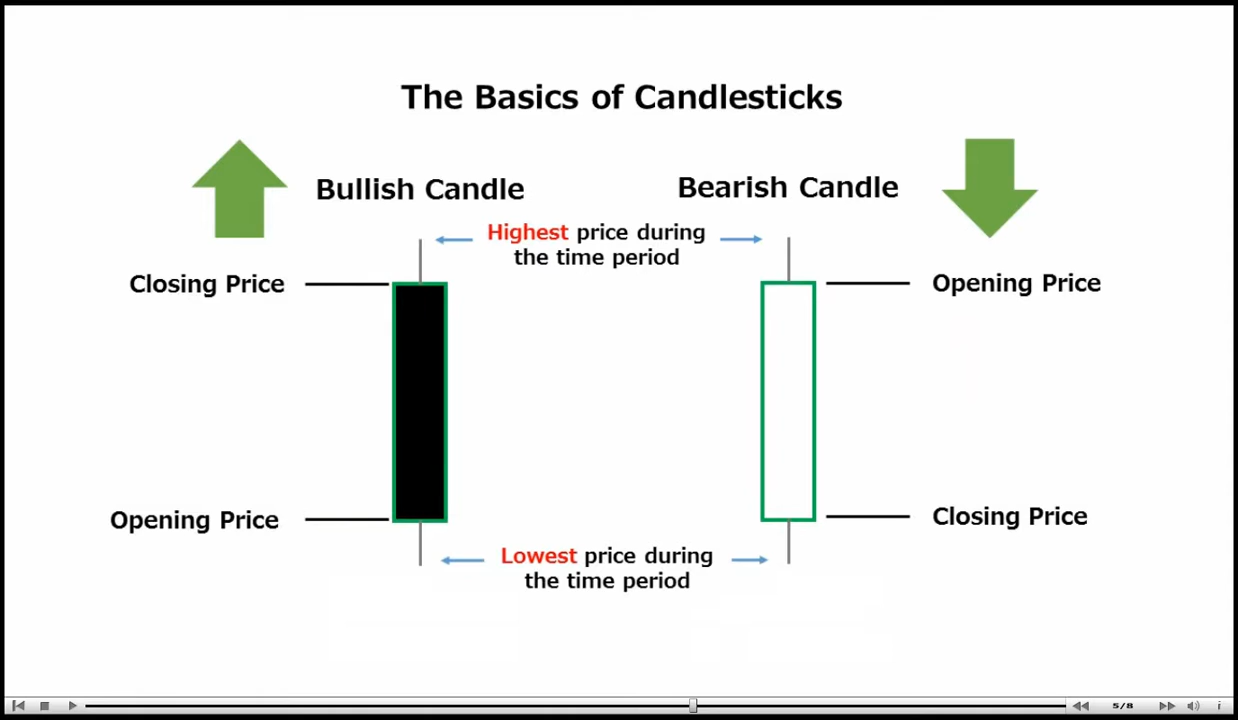 The Basics of Candlesticks
Bullish Candle
Bearish Candle
Highest price during
the time period
Closing Price
Opening Price
Opening Price
Closing Price
Lowest price during
the time period
5/8
i